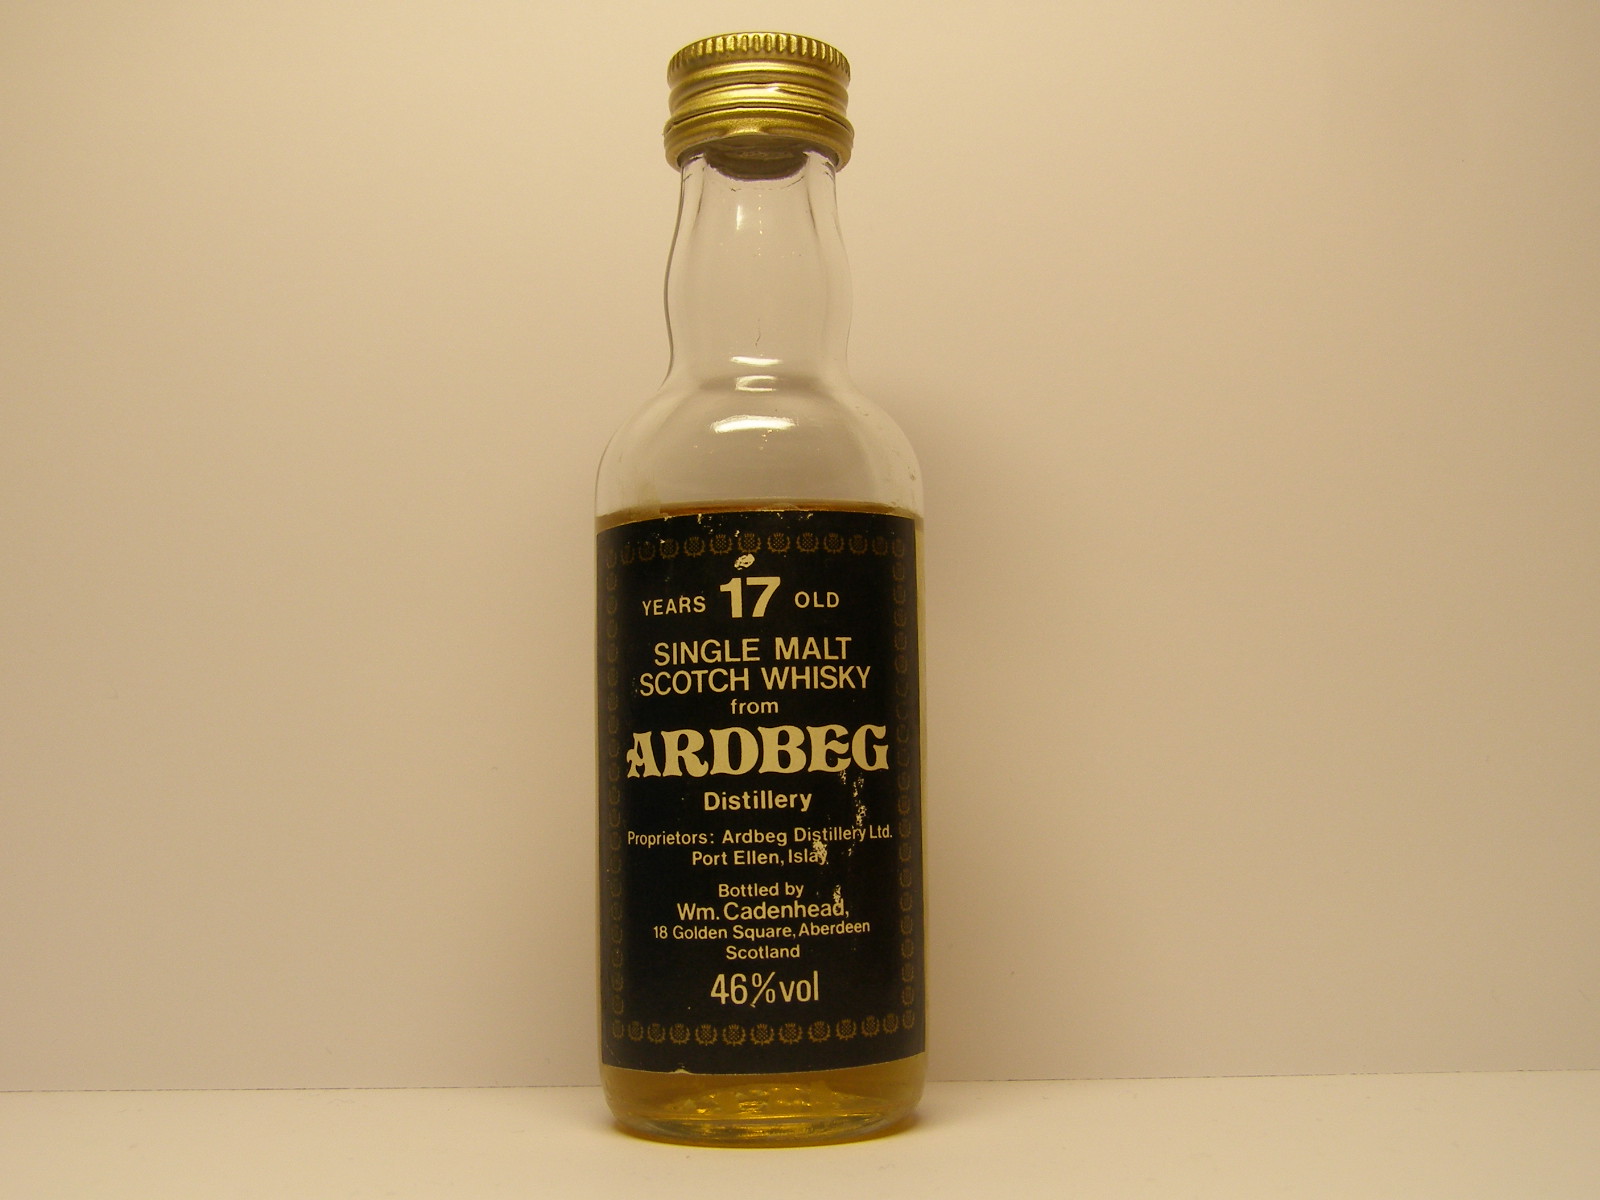 YEARS 17 OLD
SINGLE MALT
SCOTCH WHISKY
from
ARDBEG
Distillery
Proprietors: Ardbeg Distillery Ltd.
Port Ellen, Islay
Bottled by
Wm. Cadenhead,
18 Golden Square, Aberdeen
Scotland
46% vol